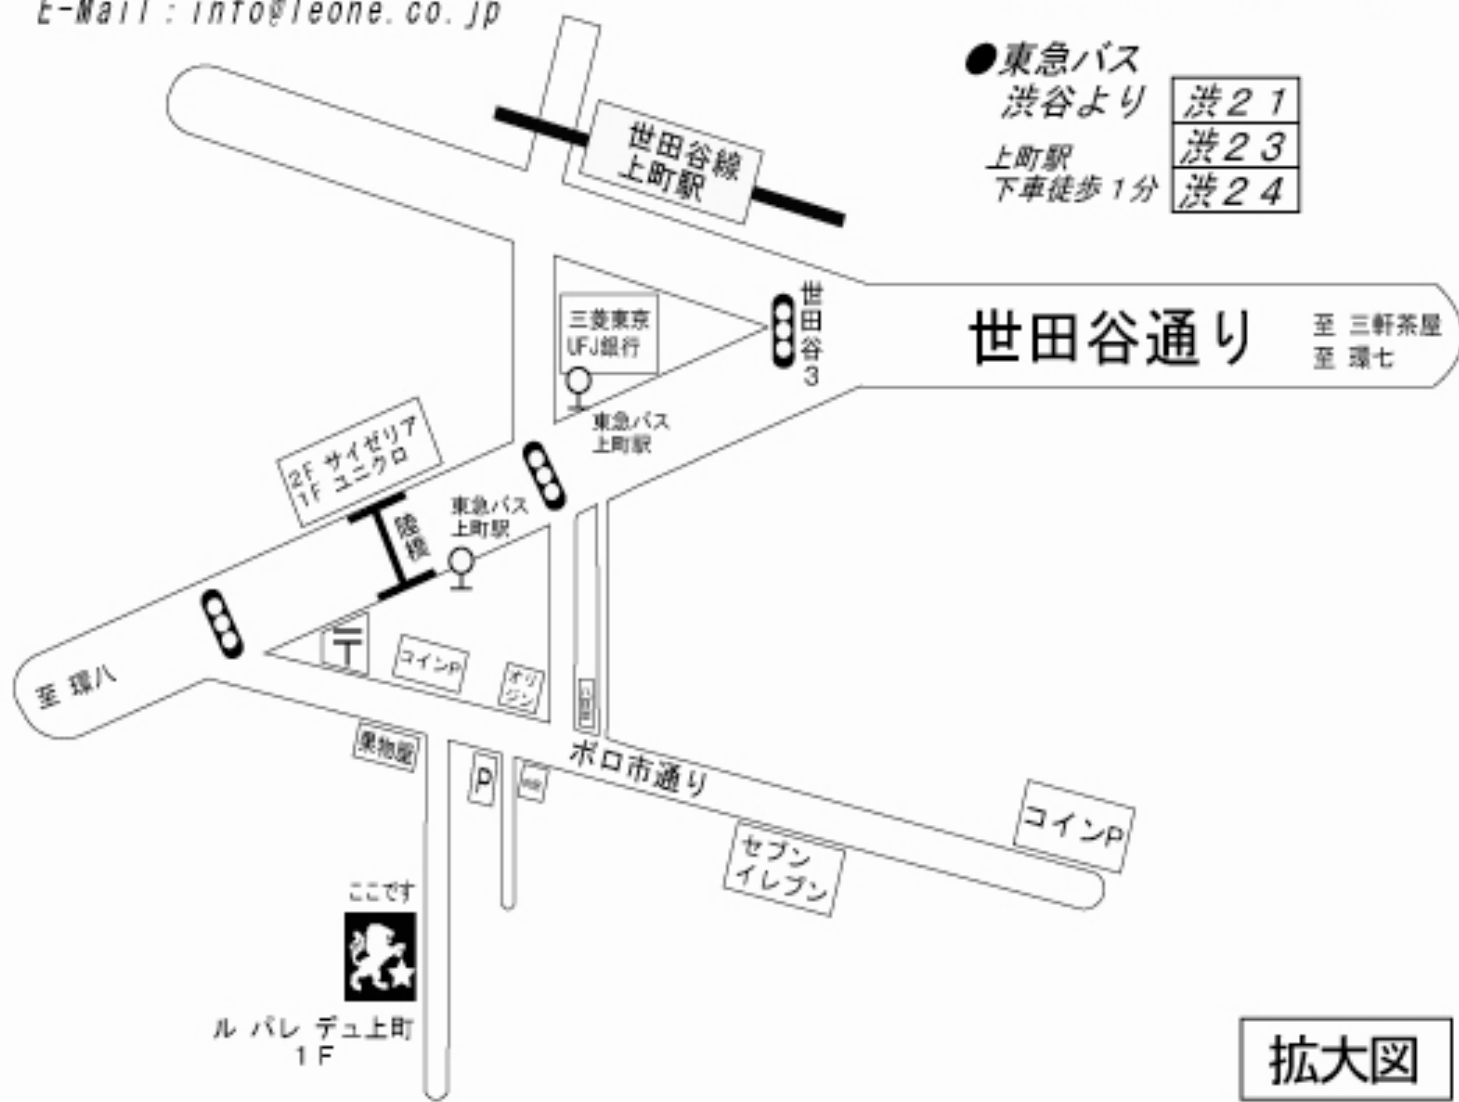 E-Mail : info@leone.co.jp
●東急バス
渋谷より
渋21
渋23
渋24
上町駅
下車徒歩1分
世田谷線
上町駅
三菱東京
UFJ銀行
世田谷3
世田谷通り
至 三軒茶屋
至 環七
東急バス
上町駅
2F サイゼリア
1F ユニクロ
東急バス
上町駅
陸橋
至 環八
〒
コインP
オリ
ジン
果物屋
P
ボロ市通り
コインP
セブン
イレブン
ここです
ル パレ デュ上町
1F
拡大図